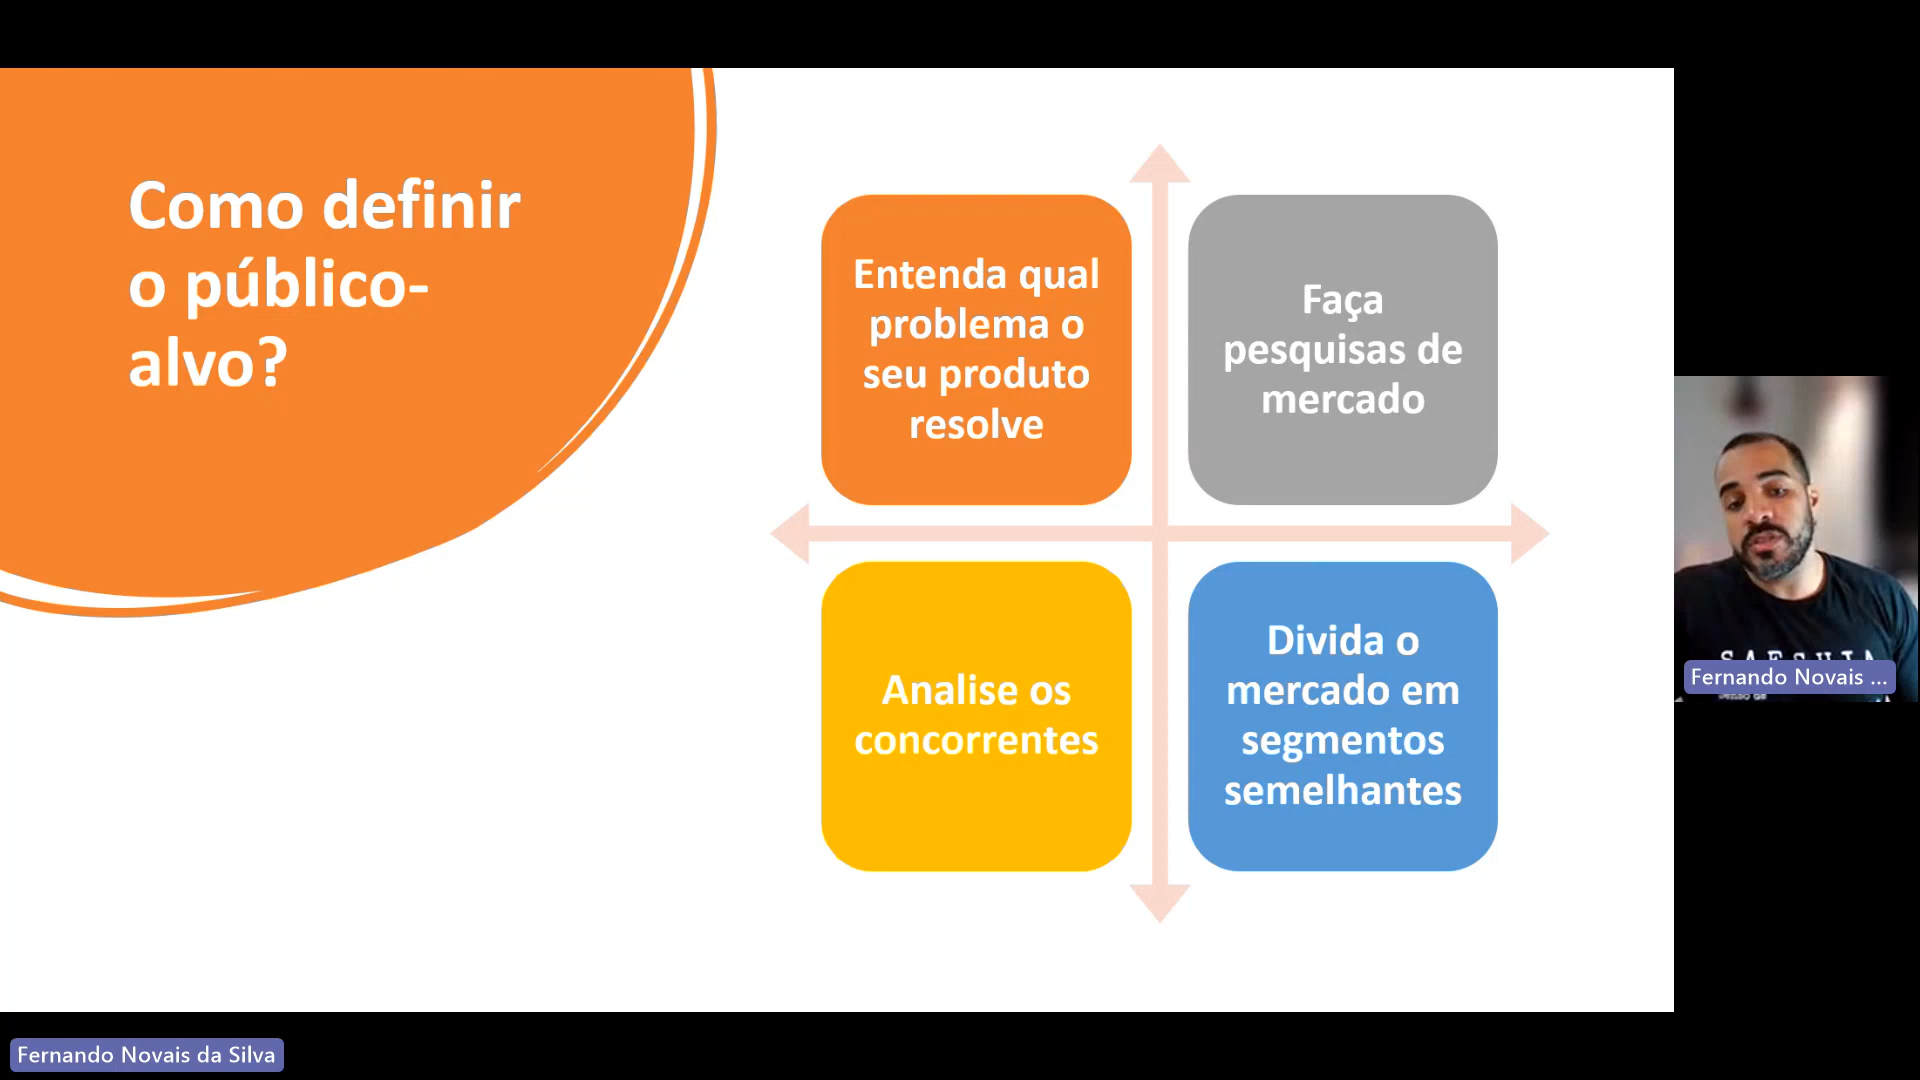 Como definir
o público-
alvo?
Entenda qual
problema o
seu produto
resolve
Faça
pesquisas de
mercado
Analise os
concorrentes
Divida o
mercado em
segmentos
semelhantes
Fernando Novais ...
Fernando Novais da Silva